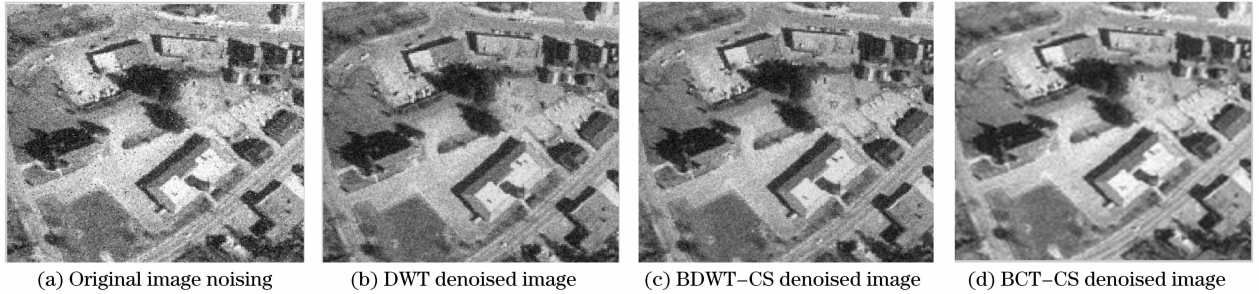 (a) Original image noising
(b) DWT denoised image
(c) BDWT−CS denoised image
(d) BCT−CS denoised image